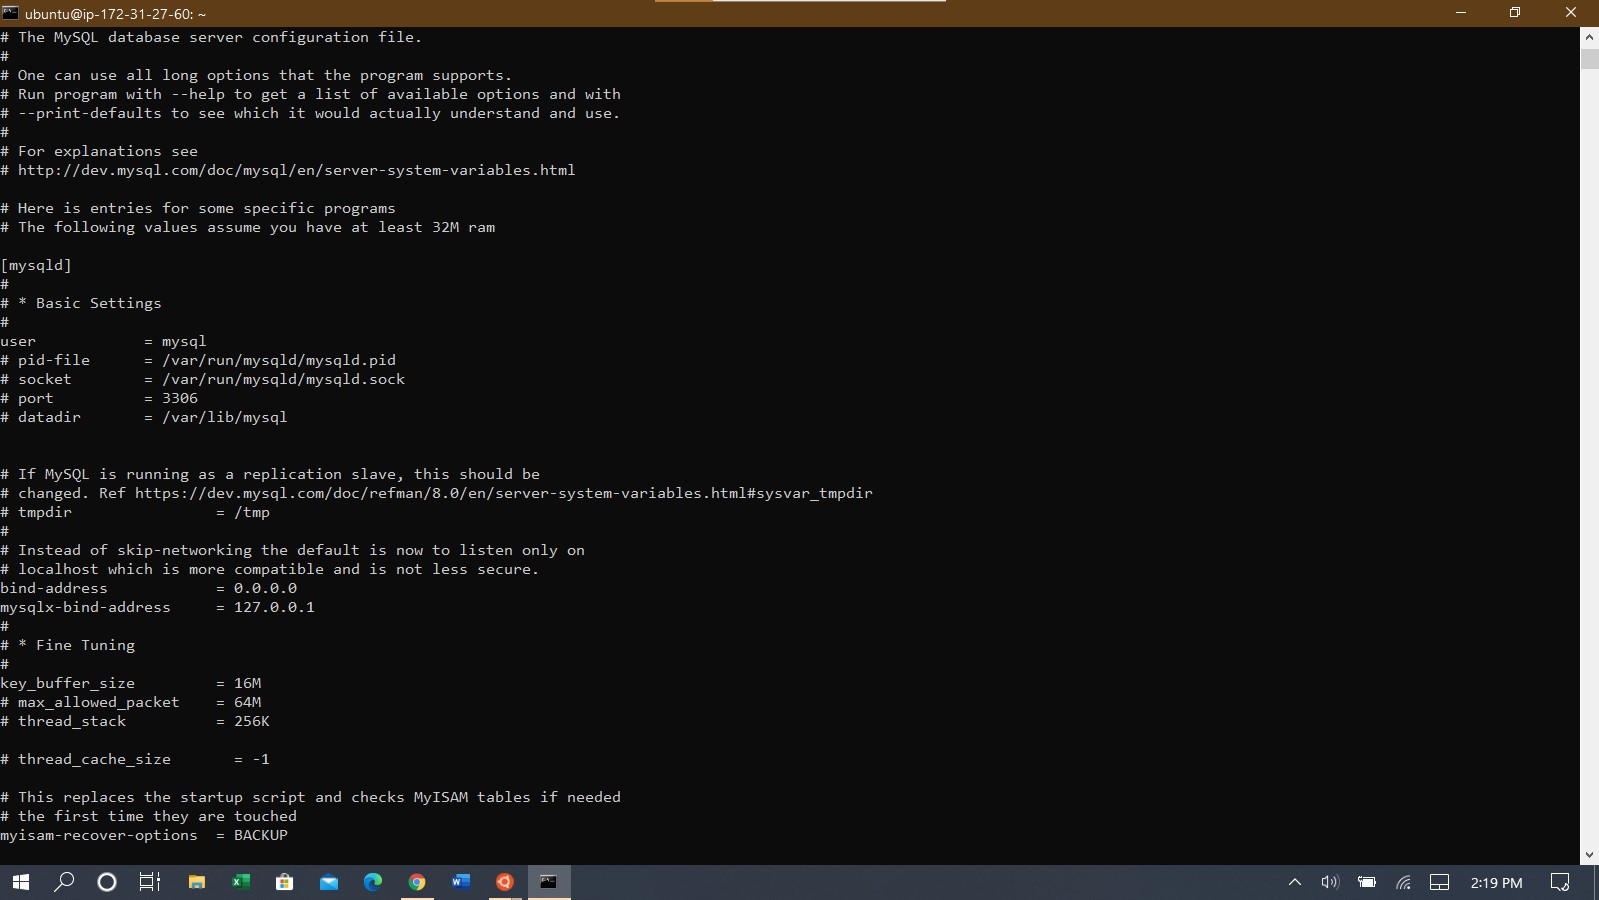 ubuntu@ip-172-31-27-60: ~
# The MySQL database server configuration file.
#
# One can use all long options that the program supports.
# Run program with --help to get a list of available options and with
# --print-defaults to see which it would actually understand and use.
#
# For explanations see
# http://dev.mysql.com/doc/mysql/en/server-system-variables.html

# Here is entries for some specific programs
# The following values assume you have at least 32M ram

[mysqld]
#
# * Basic Settings
#
user            = mysql
# pid-file      = /var/run/mysqld/mysqld.pid
# socket        = /var/run/mysqld/mysqld.sock
# port          = 3306
# datadir       = /var/lib/mysql


# If MySQL is running as a replication slave, this should be
# changed. Ref https://dev.mysql.com/doc/refman/8.0/en/server-system-variables.html#sysvar_tmpdir
# tmpdir                = /tmp
#
# Instead of skip-networking the default is now to listen only on
# localhost which is more compatible and is not less secure.
bind-address            = 0.0.0.0
mysqlx-bind-address     = 127.0.0.1
#
# * Fine Tuning
#
key_buffer_size         = 16M
# max_allowed_packet    = 64M
# thread_stack          = 256K

# thread_cache_size       = -1

# This replaces the startup script and checks MyISAM tables if needed
# the first time they are touched
myisam-recover-options  = BACKUP
2:19 PM